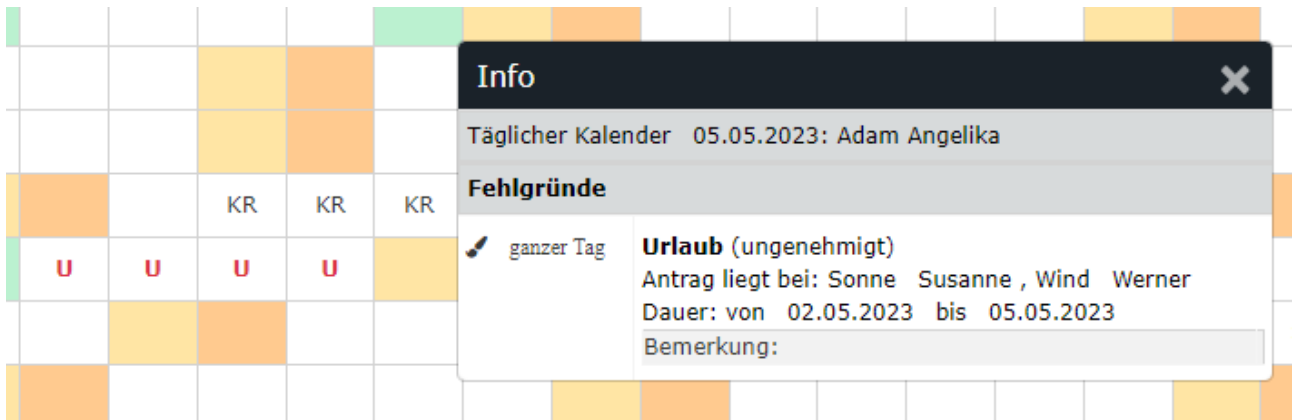 Info
Täglicher Kalender 05.05.2023: Adam Angelika
Fehlgründe
KR KR KR
ganzer Tag Urlaub (ungenehmigt)
U U U U
Antrag liegt bei: Sonne Susanne , Wind Werner
Dauer: von 02.05.2023 bis 05.05.2023
Bemerkung: